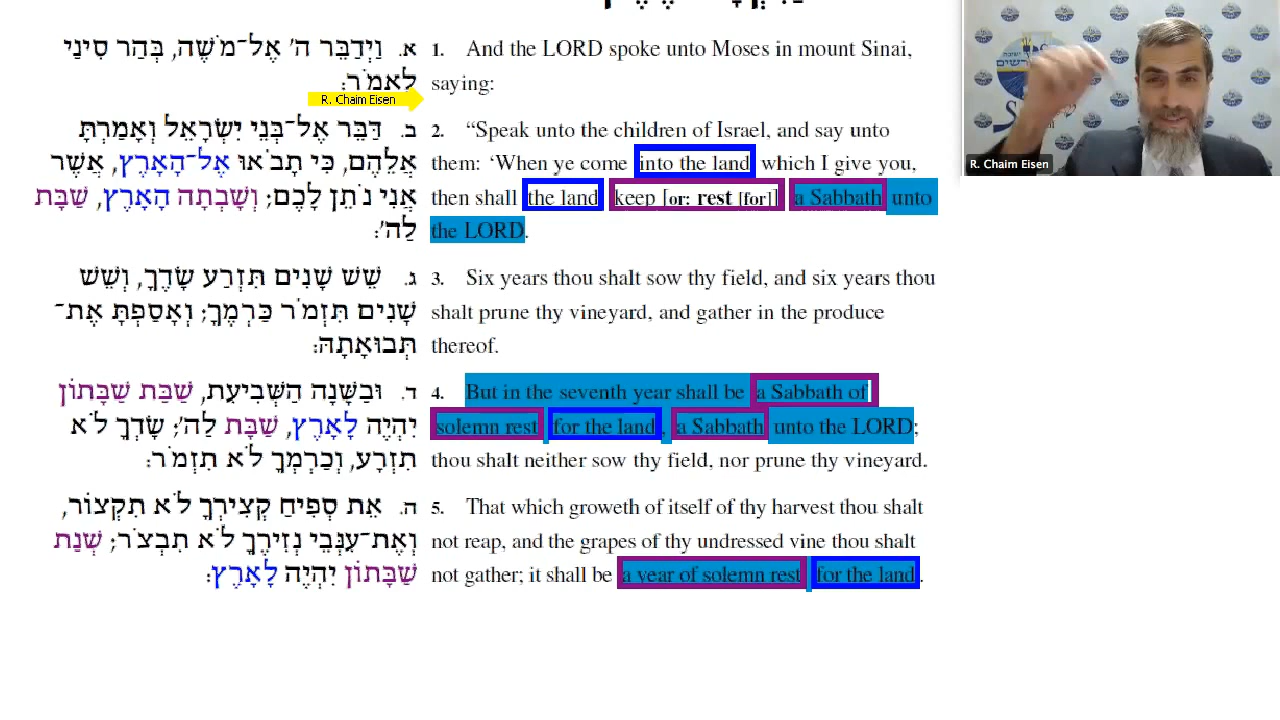 א. וַיְדַבֵּר ה' אֶל־מֹשֶׁה, בְּהַר סִינַי
לֵאמֹר:
1. And the LORD spoke unto Moses in mount Sinai,
saying:
R. Chaim Eisen
ב. דַּבֵּר אֶל־בְּנֵי יִשְׂרָאֵל וְאָמַרְתָּ
אֲלֵהֶם, כִּי תָבֹאוּ אֶל־הָאָרֶץ, אֲשֶׁר
אֲנִי נֹתֵן לָכֶם; וְשָׁבְתָה הָאָרֶץ, שַׁבָּת
לַה':
2. “Speak unto the children of Israel, and say unto
them: ‘When ye come into the land which I give you,
then shall the land keep [or: rest [for]] a Sabbath unto
the LORD.
ג. שֵׁשׁ שָׁנִים תִּזְרַע שָׂדֶךָ, וְשֵׁשׁ
שָׁנִים תִּזְמֹר כַּרְמֶךָ; וְאָסַפְתָּ אֶת־
תְּבוּאָתָהּ:
3. Six years thou shalt sow thy field, and six years thou
shalt prune thy vineyard, and gather in the produce
thereof.
ד. וּבַשָּׁנָה הַשְּׁבִיעִת, שַׁבַּת שַׁבָּתוֹן
יִהְיֶה לָאָרֶץ, שַׁבָּת לַה'; שָׂדְךָ לֹא
תִזְרָע, וְכַרְמְךָ לֹא תִזְמֹר:
4. But in the seventh year shall be a Sabbath of
solemn rest for the land, a Sabbath unto the LORD;
thou shalt neither sow thy field, nor prune thy vineyard.
ה. אֵת סְפִיחַ קְצִירְךָ לֹא תִקְצוֹר,
וְאֶת־עִנְּבֵי נְזִירֶךָ לֹא תִבְצֹר; שְׁנַת
שַׁבָּתוֹן יִהְיֶה לָאָרֶץ:
5. That which groweth of itself of thy harvest thou shalt
not reap, and the grapes of thy undressed vine thou shalt
not gather; it shall be a year of solemn rest for the land.
R. Chaim Eisen